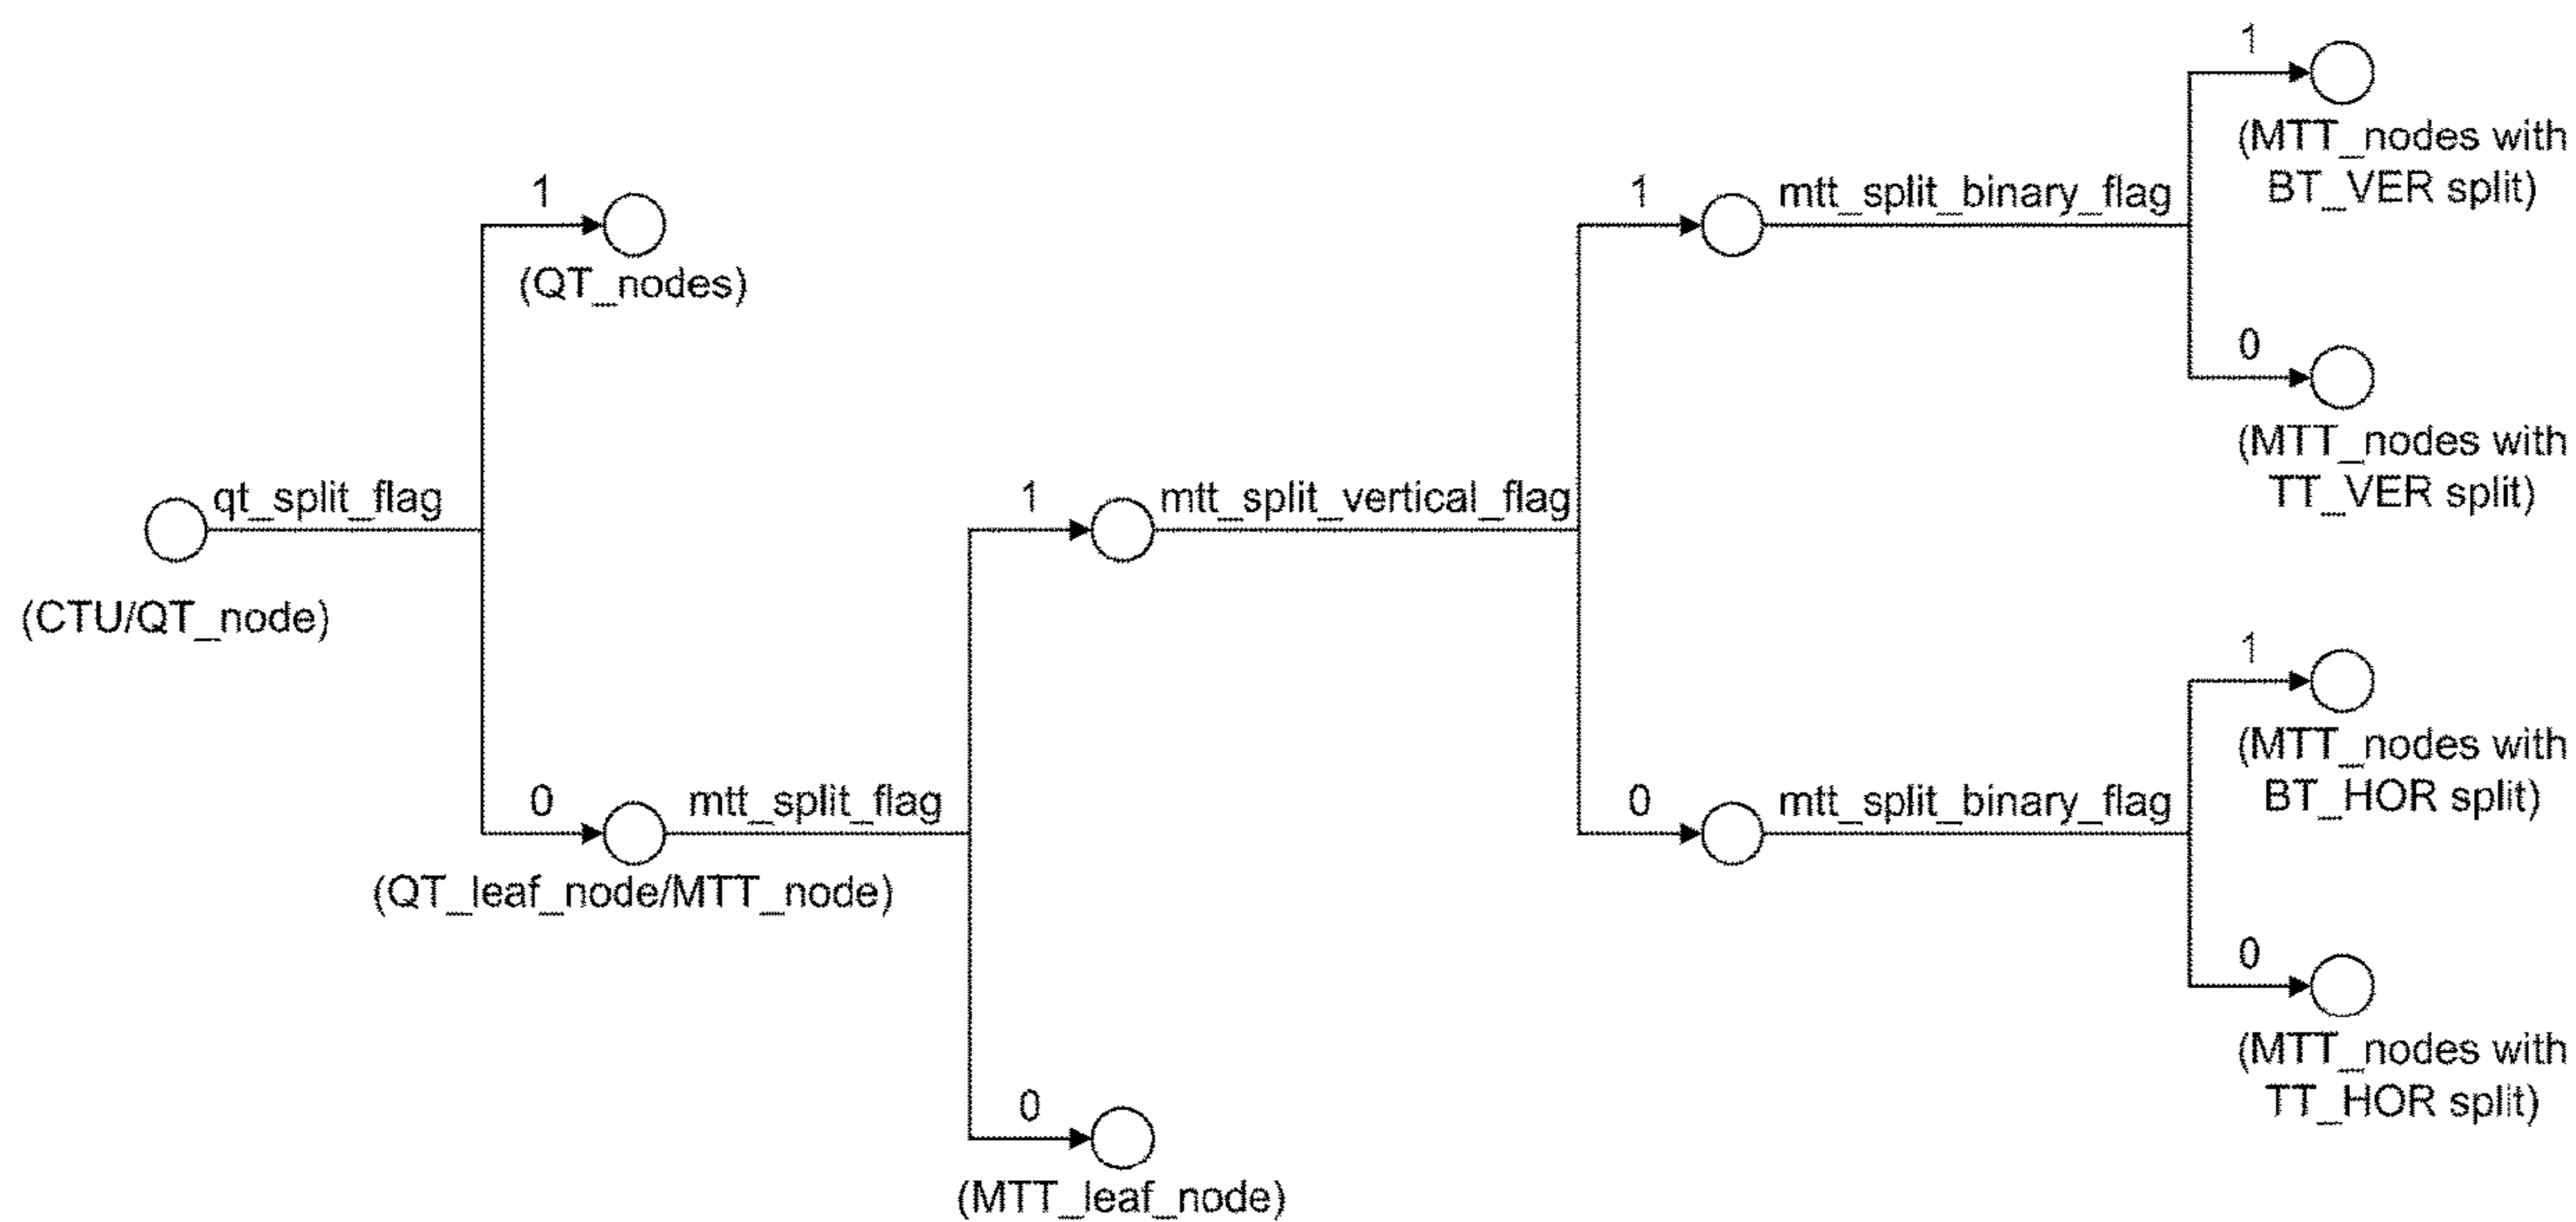 1
(MTT_nodes with
BT_VER split)
1
(QT_nodes)
1
mtt_split_binary_flag
0
(MTT_nodes with
TT_VER split)
qt_split_flag
(CTU/QT_node)
1
mtt_split_vertical_flag
1
(MTT_nodes with
BT_HOR split)
0
(QT_leaf_node/MTT_node)
mtt_split_flag
0
mtt_split_binary_flag
0
(MTT_nodes with
TT_HOR split)
0
(MTT_leaf_node)